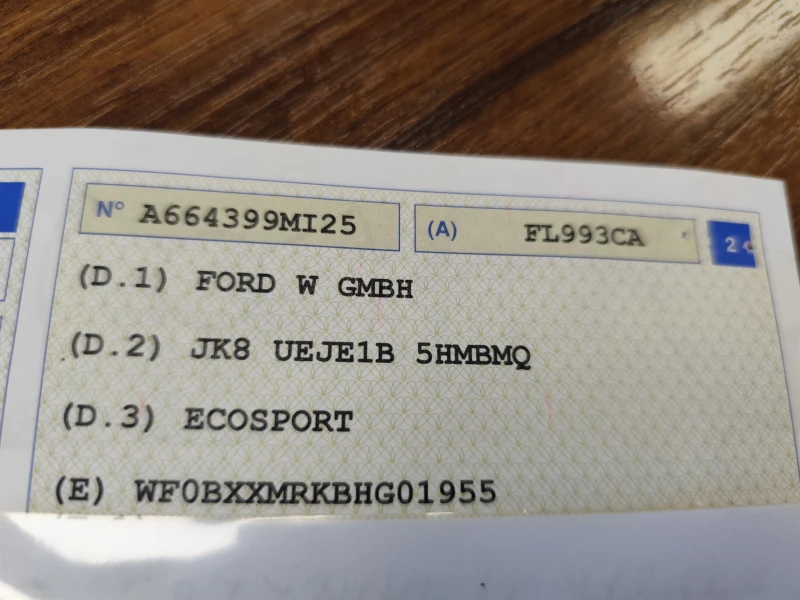 N° A664399MI25 (A) FL993CA 2
(D.1) FORD W GMBH
(D.2) JK8 UEJE1B 5HMBMQ
(D.3) ECOSPORT
(E) WF0BXXMRKBHG01955